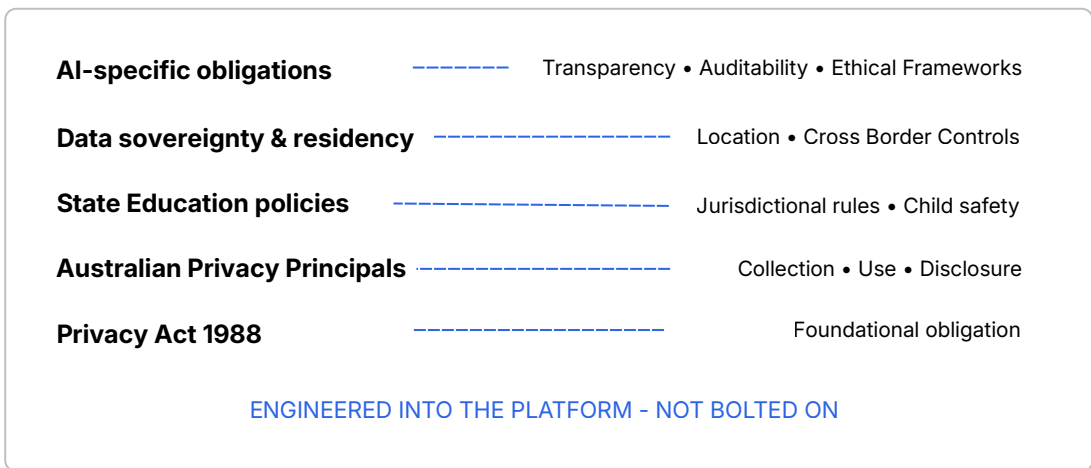 AI-specific obligations Transparency • Auditability • Ethical Frameworks
Data sovereignty & residency Location • Cross Border Controls
State Education policies Jurisdictional rules • Child safety
Australian Privacy Principals Collection • Use • Disclosure
Privacy Act 1988 Foundational obligation
ENGINEERED INTO THE PLATFORM - NOT BOLTED ON